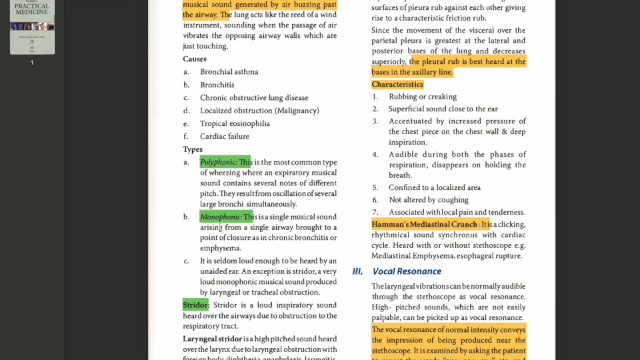 PRACTICAL
MEDICINE
1
musical sound generated by air buzzing past
the airway. The lung acts like the reed of a wind
instrument, sounding when the passage of air
vibrates the opposing airway walls which are
just touching.
Causes
a. Bronchial asthma
b. Bronchitis
c. Chronic obstructive lung disease
d. Localized obstruction (Malignancy)
e. Tropical eosinophilia
f. Cardiac failure
Types
a. Polyphonic: This is the most common type
of wheezing where an expiratory musical
sound contains several notes of different
pitch. They result from oscillation of several
large bronchi simultaneously.
b. Monophonic: This is a single musical sound
arising from a single airway brought to a
point of closure as in chronic bronchitis or
emphysema.
c. It is seldom loud enough to be heard by an
unaided ear. An exception is stridor, a very
loud monophonic musical sound produced
by laryngeal or tracheal obstruction.
Stridor: Stridor is a loud inspiratory sound
heard over the airways due to obstruction to the
respiratory tract.
Laryngeal stridor is a high pitched sound heard
over the larynx due to laryngeal obstruction with
surfaces of pleura rub against each other giving
rise to a characteristic friction rub.
Since the movement of the visceral over the
parietal pleura is greatest at the lateral and
posterior bases of the lung and decreases
superiorly, the pleural rub is best heard at the
bases in the axillary line.
Characteristics
1. Rubbing or creaking
2. Superficial sound close to the ear
3. Accentuated by increased pressure of
the chest piece on the chest wall & deep
inspiration.
4. Audible during both the phases of
respiration, disappears on holding the
breath.
5. Confined to a localized area
6. Not altered by coughing
7. Associated with local pain and tenderness.
Hamman's Mediastinal Crunch : It is a clicking,
rhythmical sound synchronus with cardiac
cycle. Heard with or without stethoscope e.g.
Mediastinal Emphysema, esophageal rupture.
III. Vocal Resonance
The laryngeal vibrations can be normally audible
through the stethoscope as vocal resonance.
High- pitched sounds, which are not easily
palpable, can be picked up as vocal resonance.
The vocal resonance of normal intensity conveys
the impression of being produced near the
stethoscope. It is examined by asking the patient